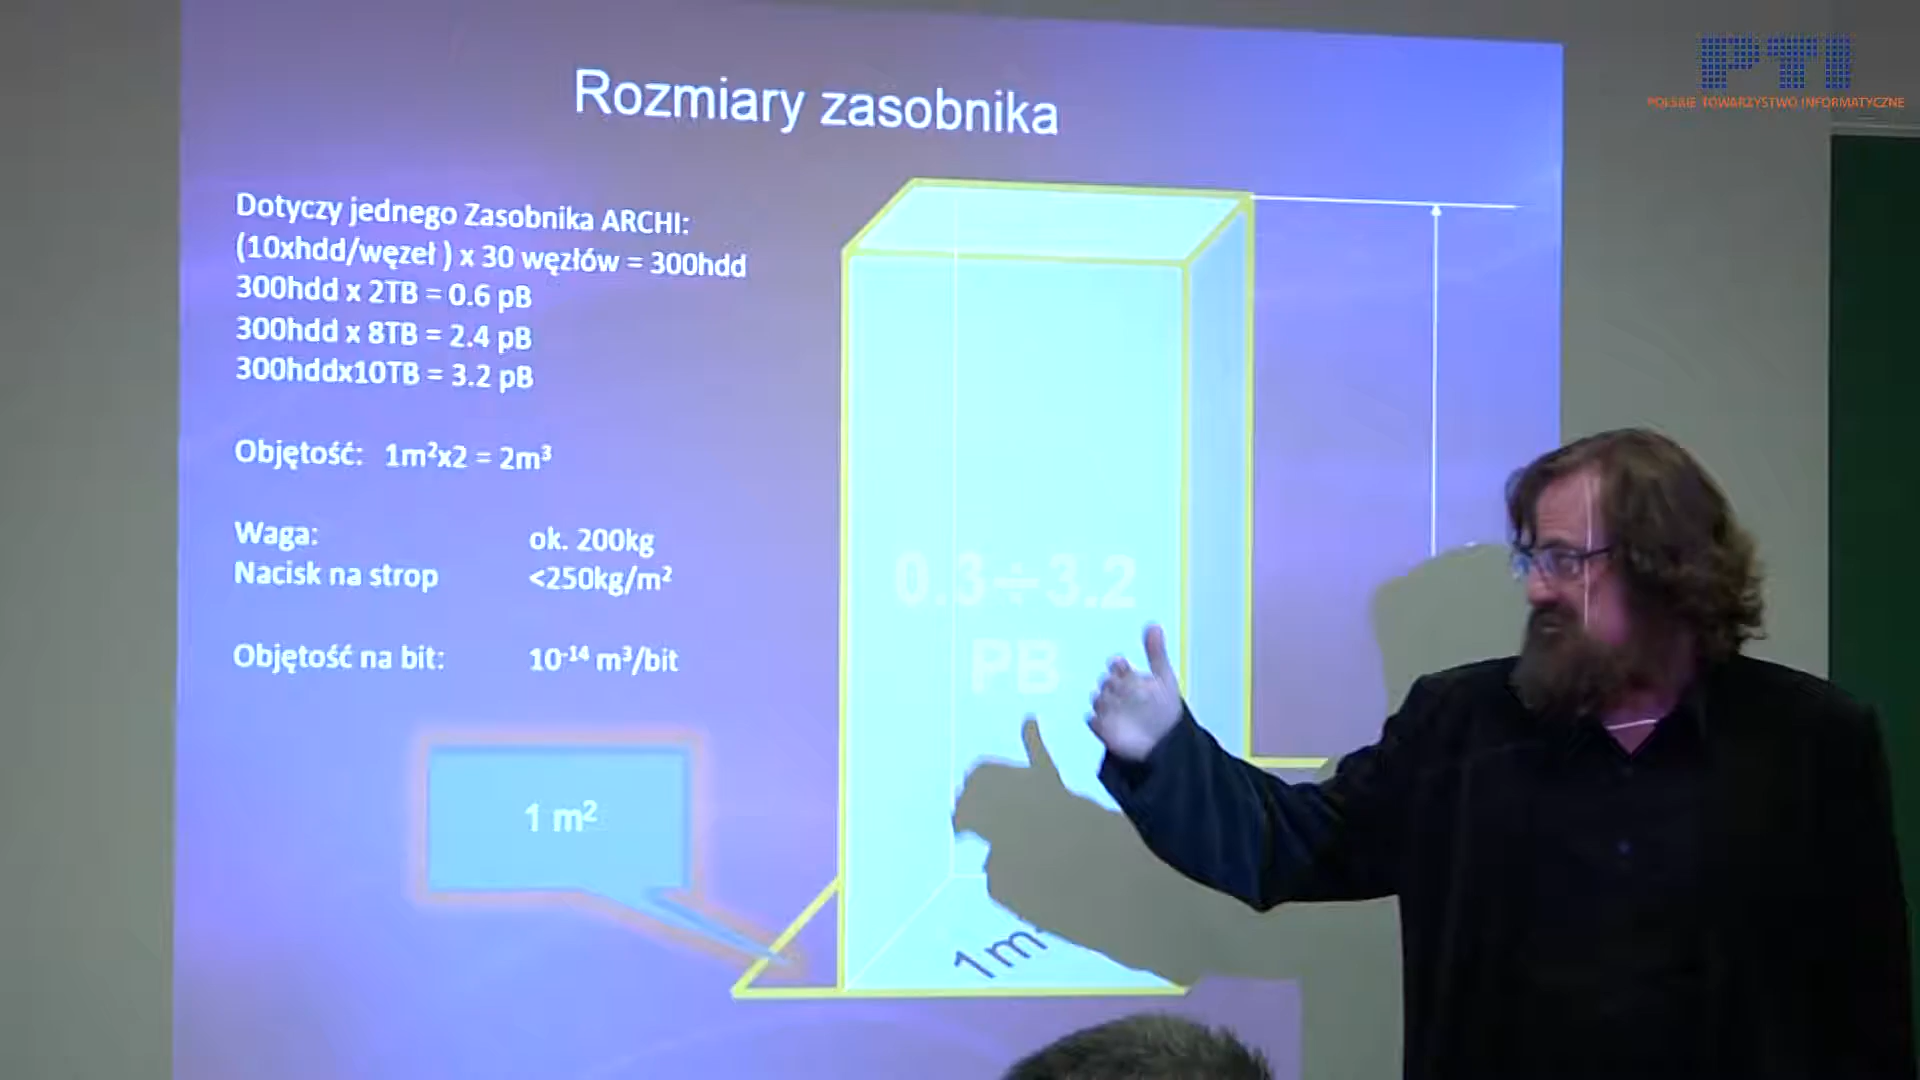 PTI
POLSKIE TOWARZYSTWO INFORMATYCZNE
Rozmiary zasobnika
Dotyczy jednego Zasobnika ARCHI:
(10xhdd/węzeł ) x 30 węzłów = 300hdd
300hdd x 2TB = 0.6 pB
300hdd x 8TB = 2.4 pB
300hddx10TB = 3.2 pB
Objętość: 1m²x2 = 2m³
Waga: ok. 200kg
Nacisk na strop <250kg/m²
Objętość na bit: 10⁻¹⁴ m³/bit
0.3÷3.2
PB
1 m²
1m²